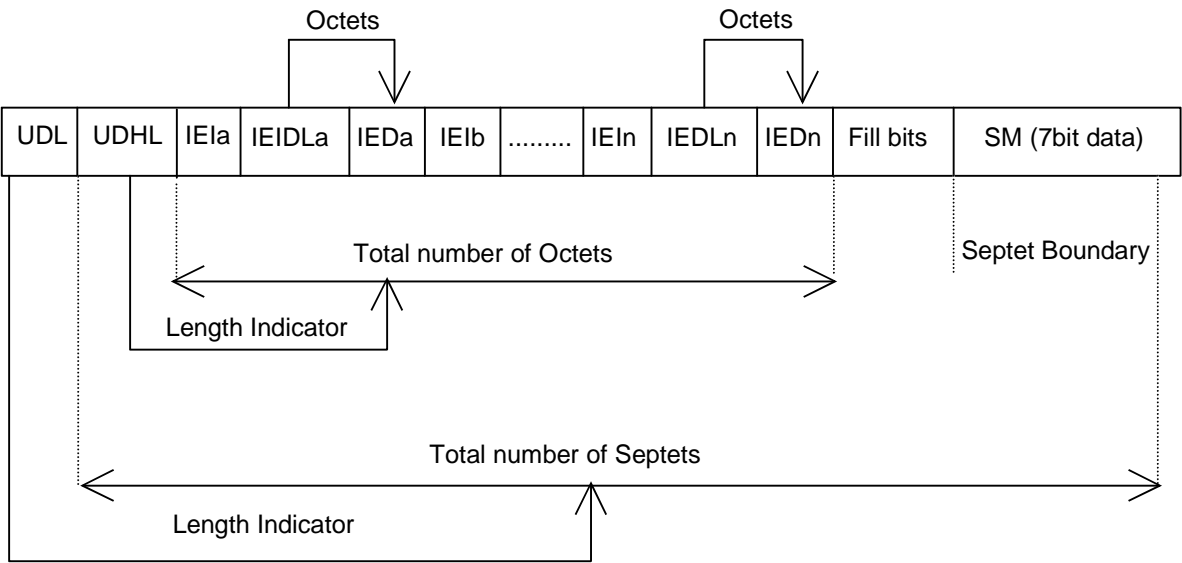 Octets Octets
UDL UDHL IEIa IEIDLa IEDa IEIb ......... IEIn IEDLn IEDn Fill bits SM (7bit data)
Total number of Octets Septet Boundary
Length Indicator
Total number of Septets
Length Indicator